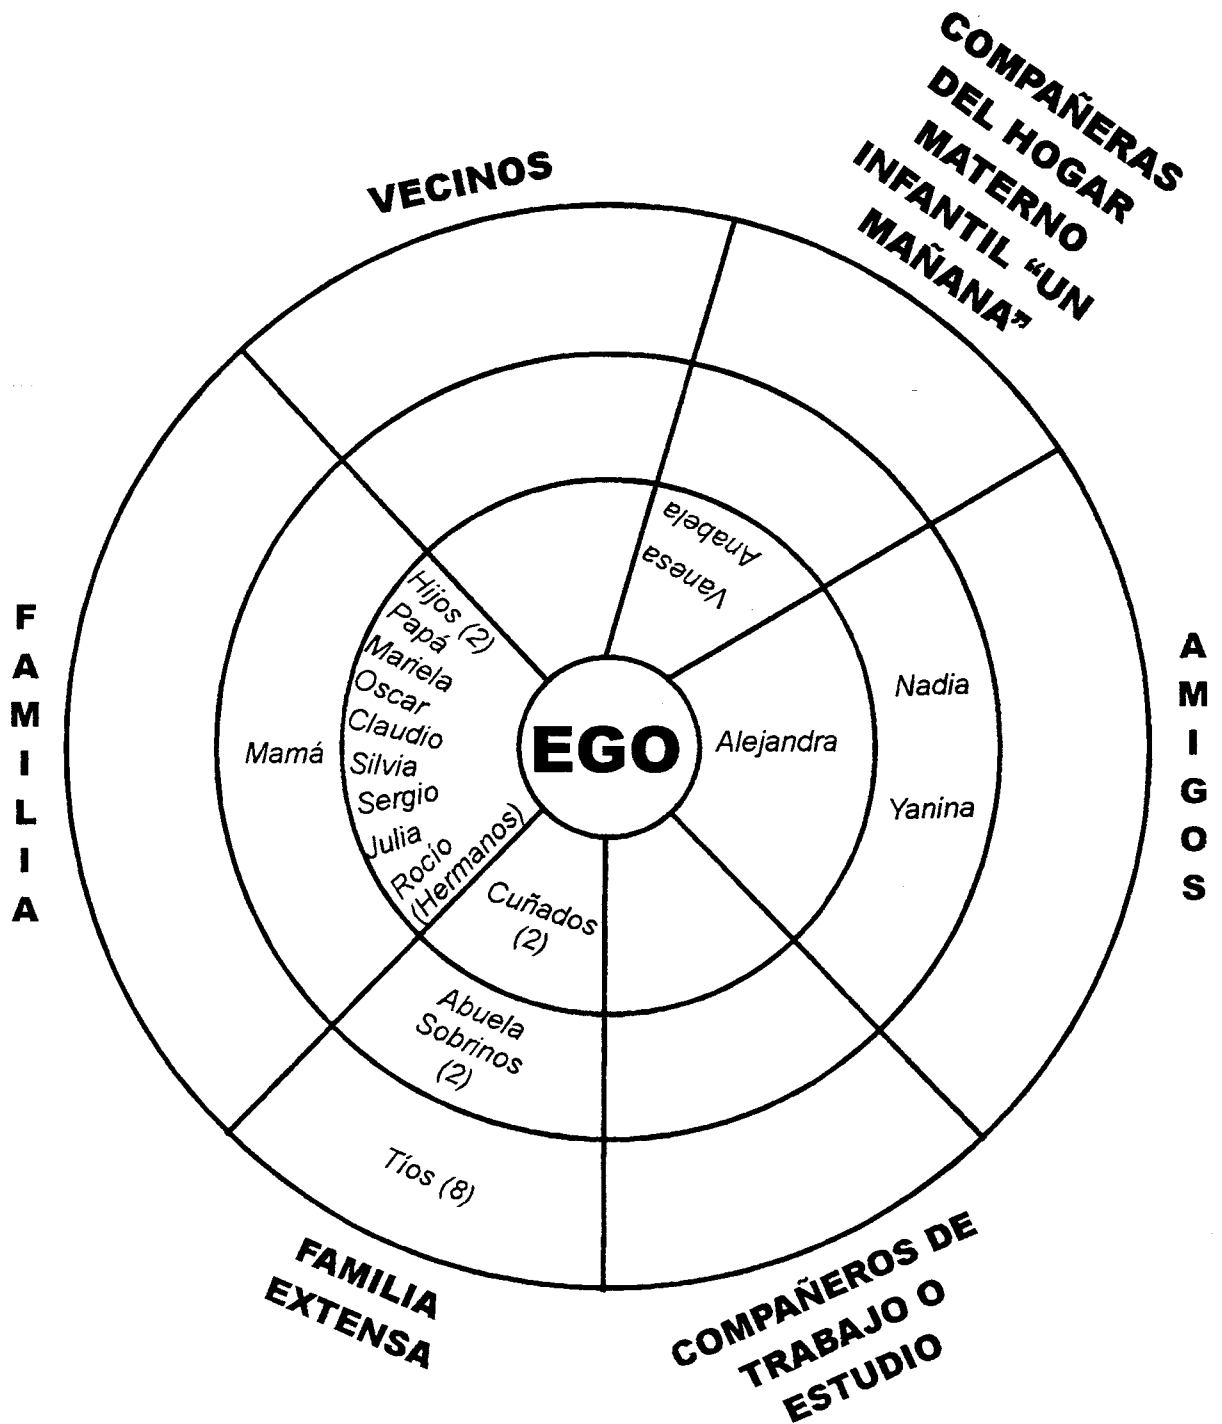 COMPAÑERAS
DEL HOGAR
MATERNO
INFANTIL “UN
MAÑANA”
VECINOS
Anabela
Vanesa
FAMILIA
Hijos (2)
Papá
Mariela
Oscar
Claudio
Silvia
Sergio
Julia
Rocío
(Hermanos)
Mamá
EGO
Alejandra
Nadia
Yanina
AMIGOS
Cuñados
(2)
Abuela
Sobrinos
(2)
Tíos (8)
FAMILIA
EXTENSA
COMPAÑEROS DE
TRABAJO O
ESTUDIO